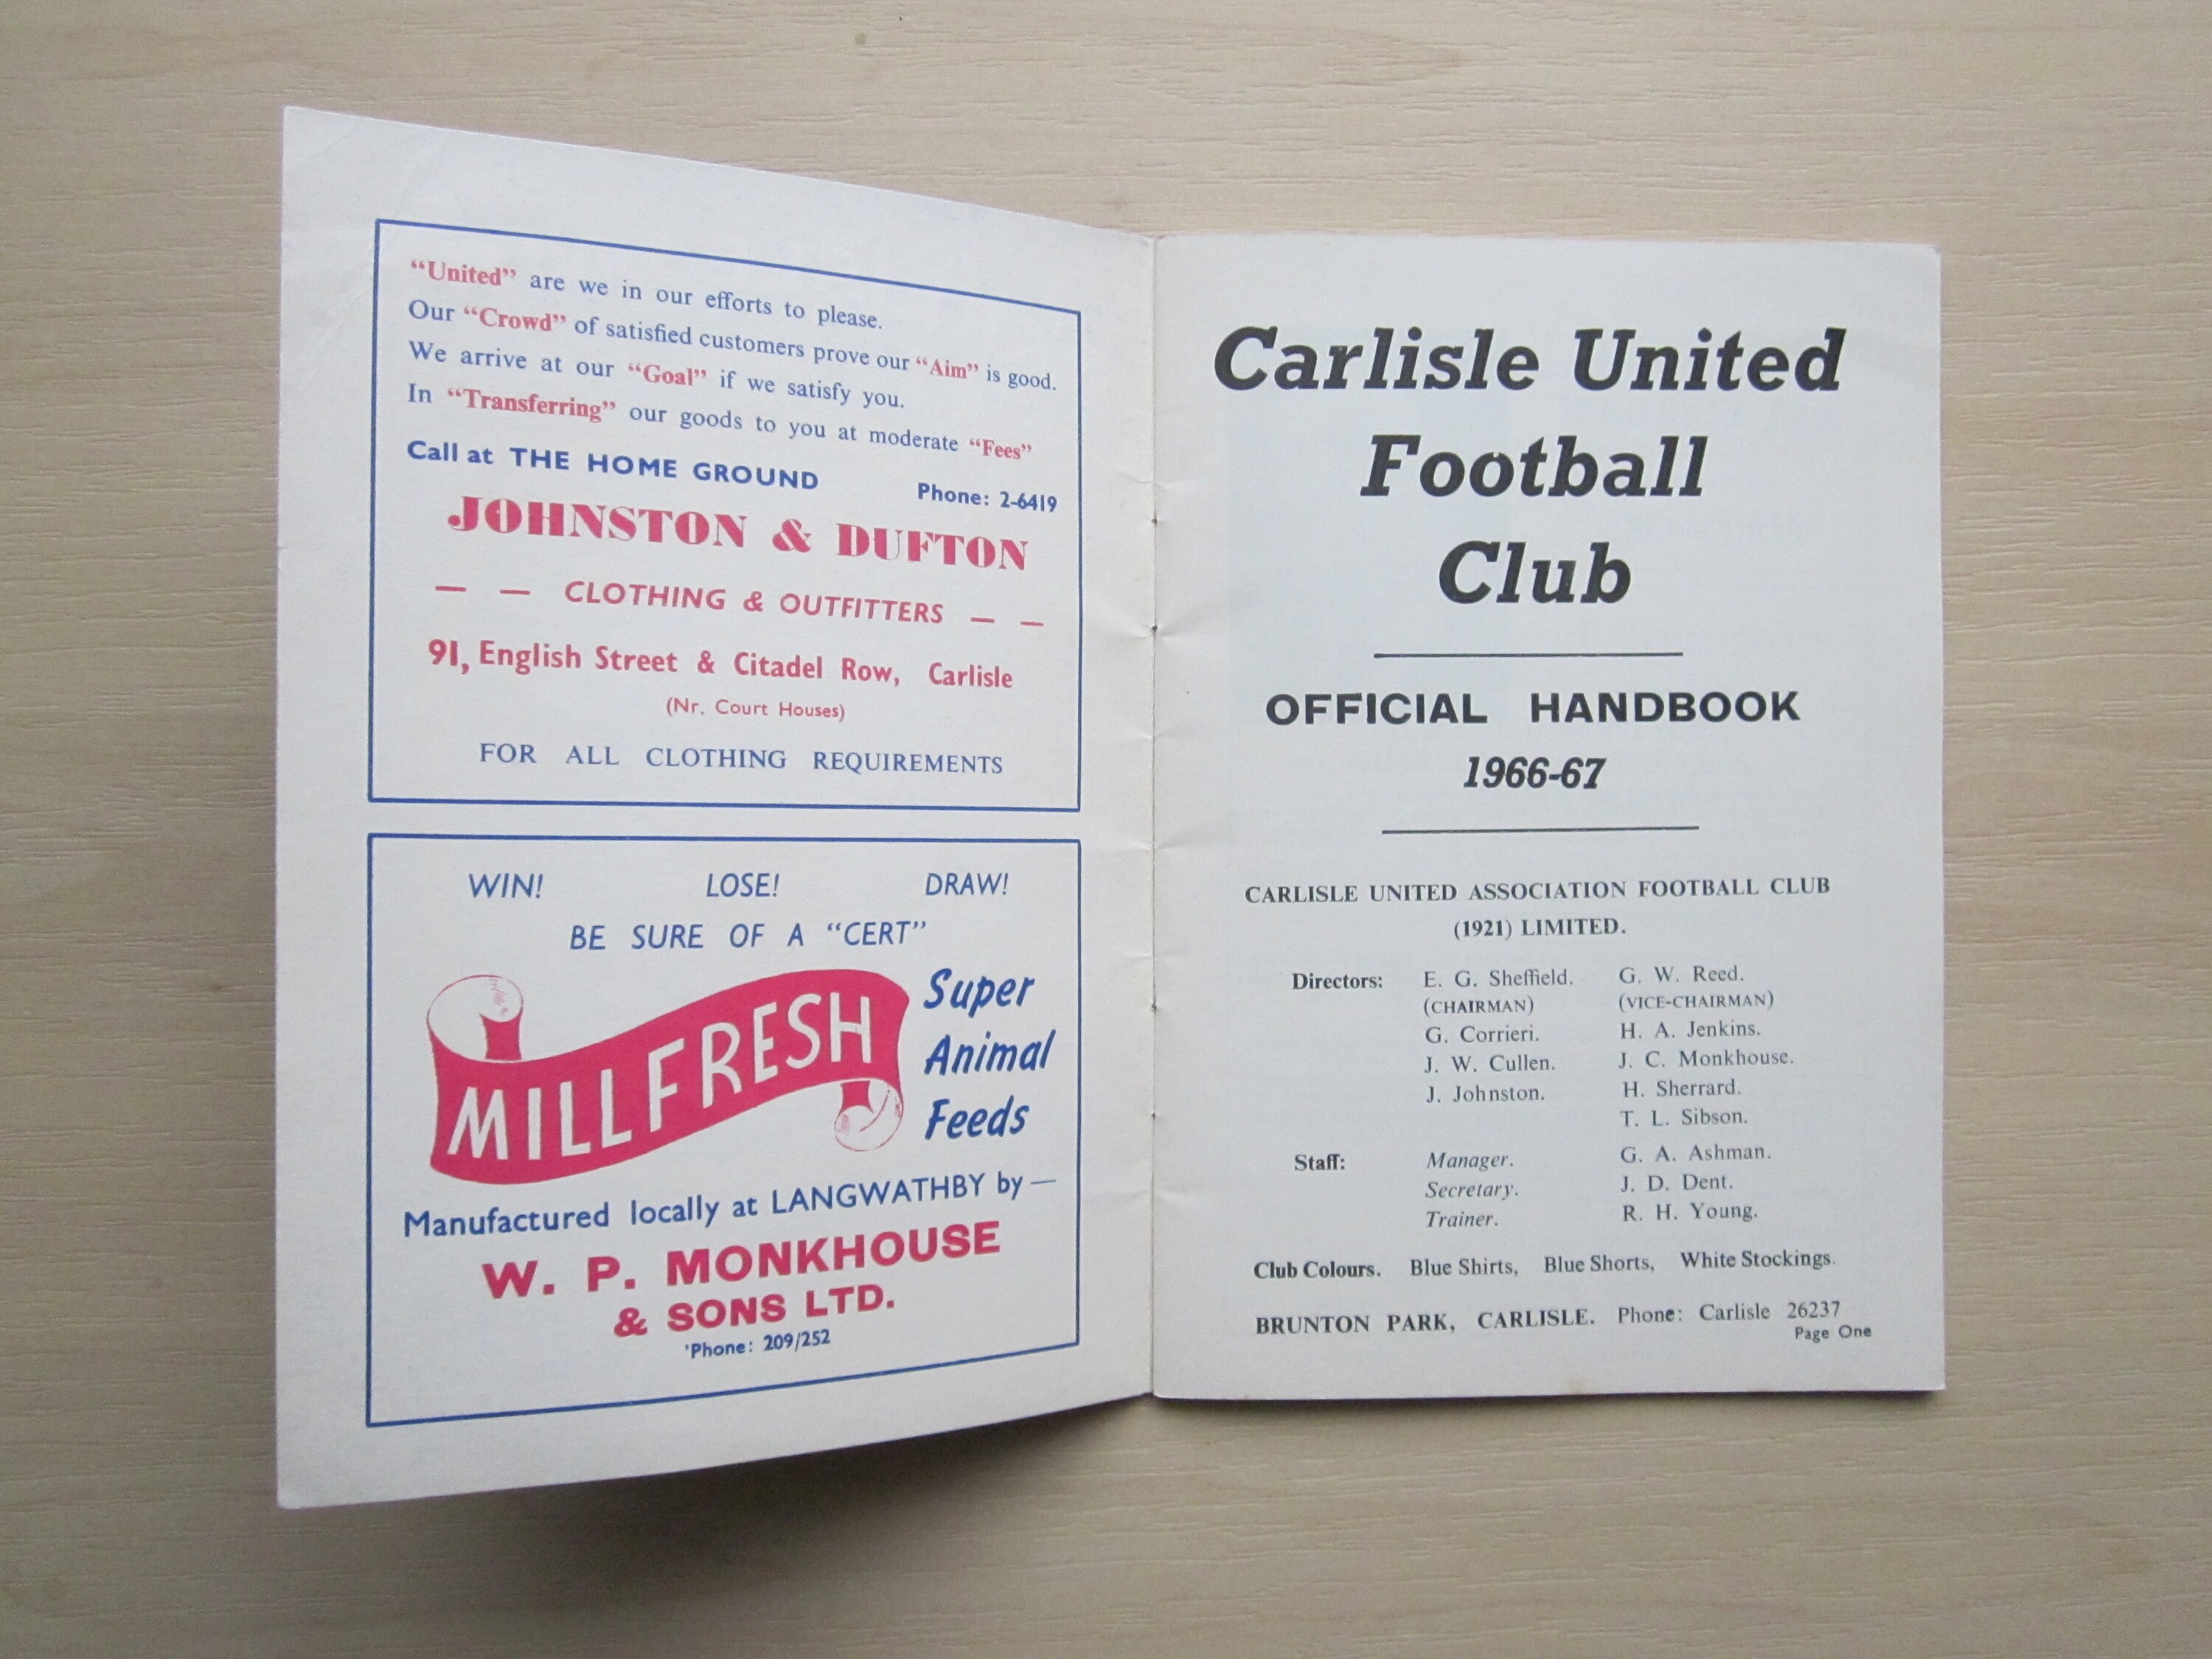 “United” are we in our efforts to please.
Our “Crowd” of satisfied customers prove our “Aim” is good.
We arrive at our “Goal” if we satisfy you.
In “Transferring” our goods to you at moderate “Fees”
Call at THE HOME GROUND
Phone: 2-6419
JOHNSTON & DUFTON
— — CLOTHING & OUTFITTERS — —
91, English Street & Citadel Row, Carlisle
(Nr. Court Houses)
FOR ALL CLOTHING REQUIREMENTS
WIN! LOSE! DRAW!
BE SURE OF A “CERT”
MILLFRESH
Super
Animal
Feeds
Manufactured locally at LANGWATHBY by —
W. P. MONKHOUSE
& SONS LTD.
'Phone: 209/252
Carlisle United
Football
Club
OFFICIAL HANDBOOK
1966-67
CARLISLE UNITED ASSOCIATION FOOTBALL CLUB
(1921) LIMITED.
Directors: E. G. Sheffield. G. W. Reed.
(CHAIRMAN) (VICE-CHAIRMAN)
G. Corrieri. H. A. Jenkins.
J. W. Cullen. J. C. Monkhouse.
J. Johnston. H. Sherrard.
T. L. Sibson.
Staff: Manager. G. A. Ashman.
Secretary. J. D. Dent.
Trainer. R. H. Young.
Club Colours. Blue Shirts, Blue Shorts, White Stockings.
BRUNTON PARK, CARLISLE. Phone: Carlisle 26237
Page One